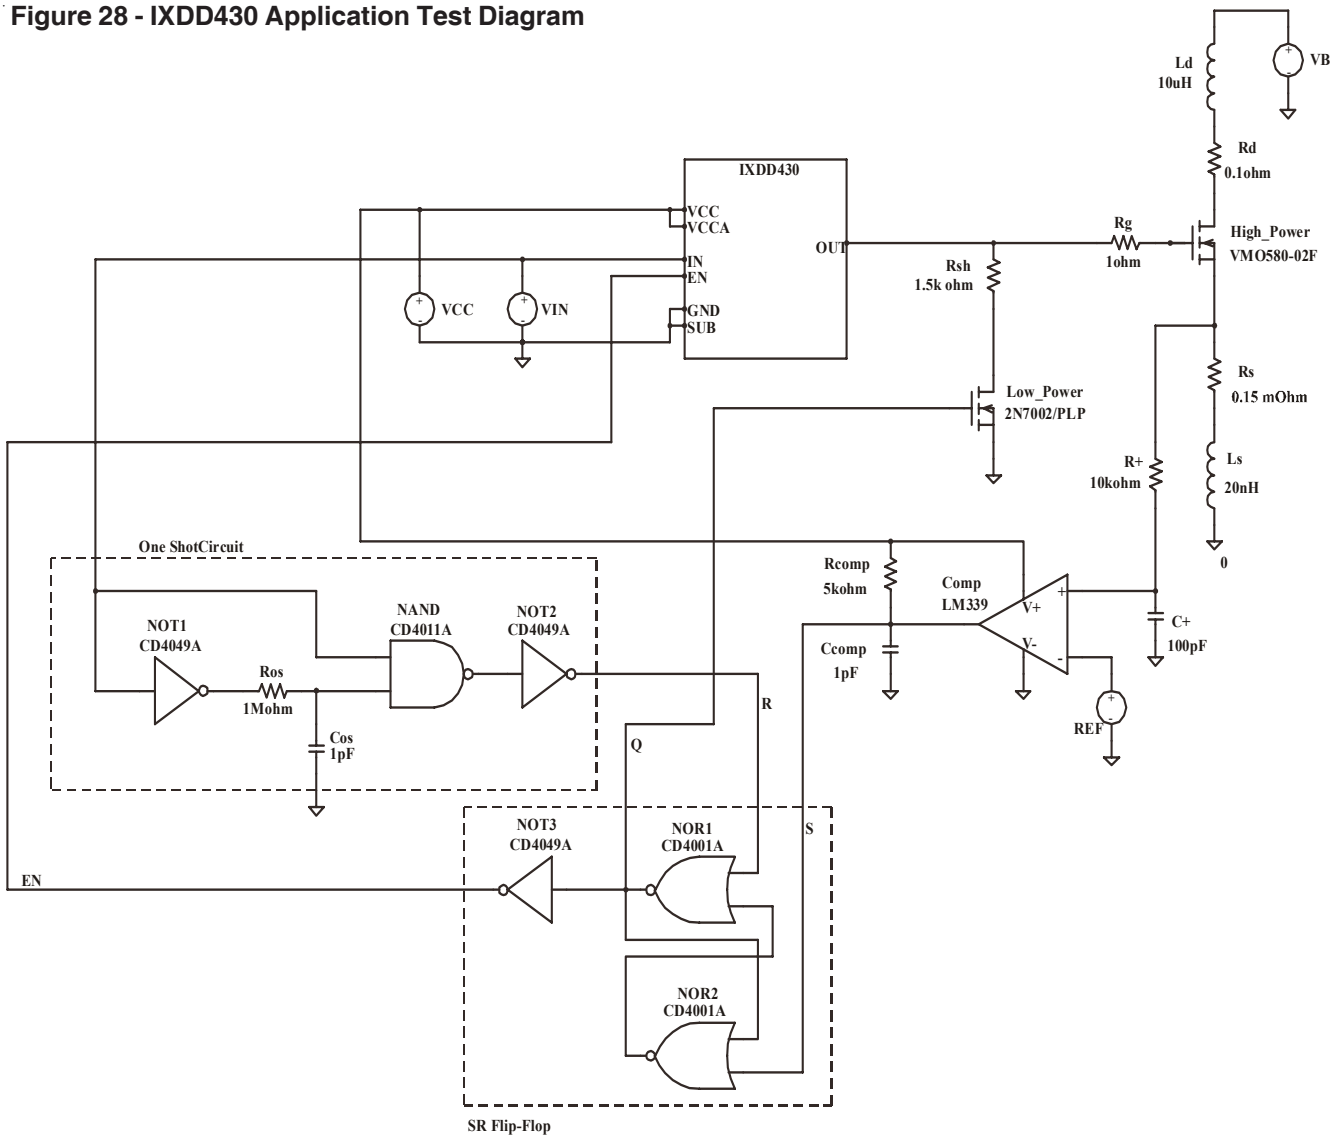 Figure 28 - IXDD430 Application Test Diagram
Ld
10uH
+
-
VB
Rd
0.1ohm
IXDD430
VCC
VCCA
IN
EN
GND
SUB
OUT
Rg
1ohm
High_Power
VMO580-02F
Rsh
1.5k ohm
+
-
VCC
+
-
VIN
Rs
0.15 mOhm
Low_Power
2N7002/PLP
R+
10kohm
Ls
20nH
0
One ShotCircuit
Rcomp
5kohm
Comp
LM339
V+
V-
+
-
C+
100pF
Ccomp
1pF
+
-
REF
NOT1
CD4049A
NAND
CD4011A
NOT2
CD4049A
Ros
1Mohm
Cos
1pF
R
Q
S
NOT3
CD4049A
NOR1
CD4001A
EN
NOR2
CD4001A
SR Flip-Flop